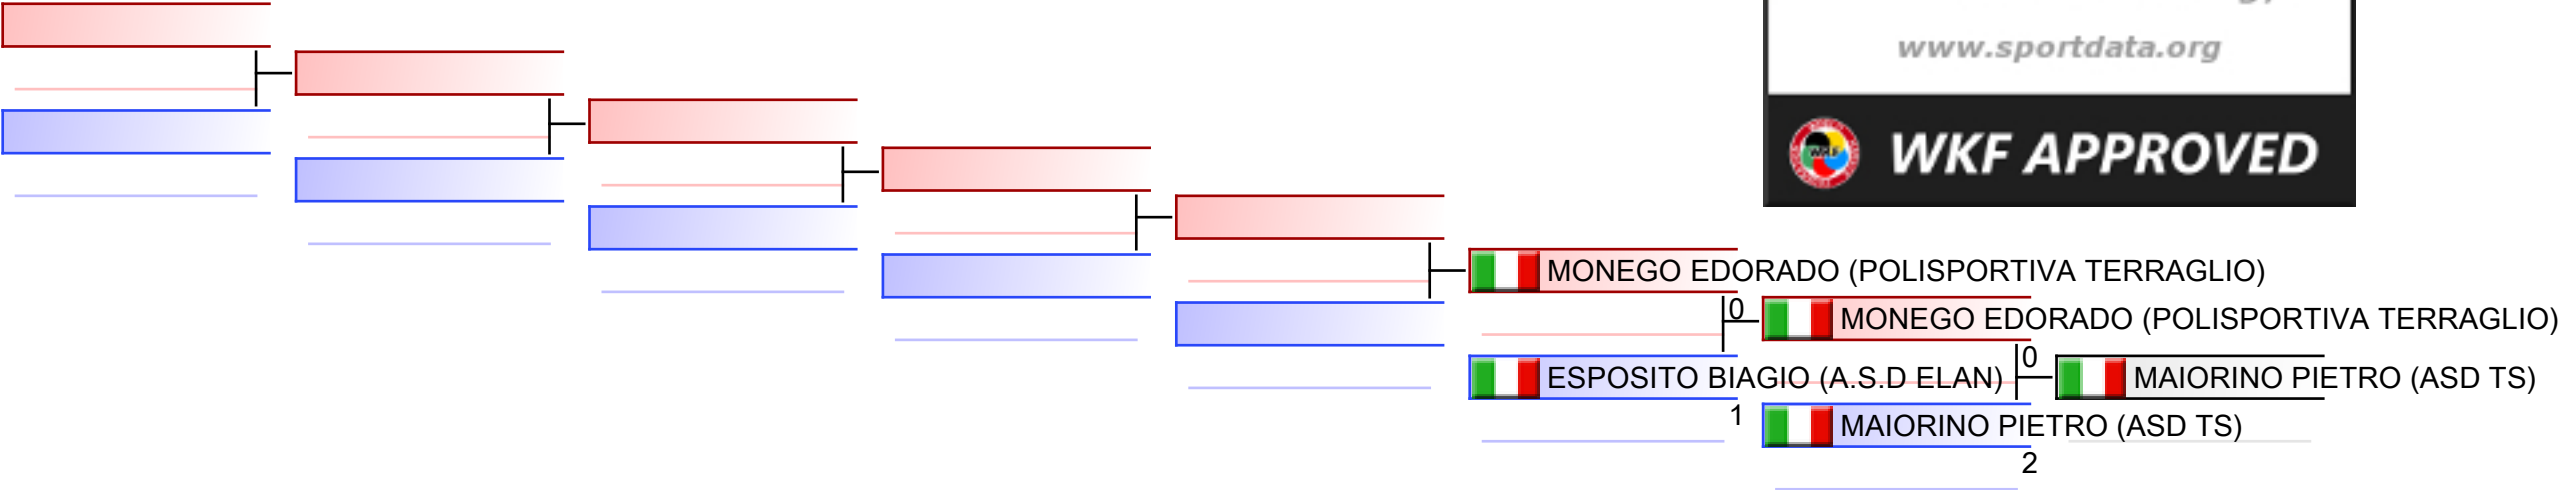 www.sportdata.org
WKF APPROVED
MONEGO EDORADO (POLISPORTIVA TERRAGLIO)
0
MONEGO EDORADO (POLISPORTIVA TERRAGLIO)
ESPOSITO BIAGIO (A.S.D ELAN)
0
MAIORINO PIETRO (ASD TS)
1
MAIORINO PIETRO (ASD TS)
2